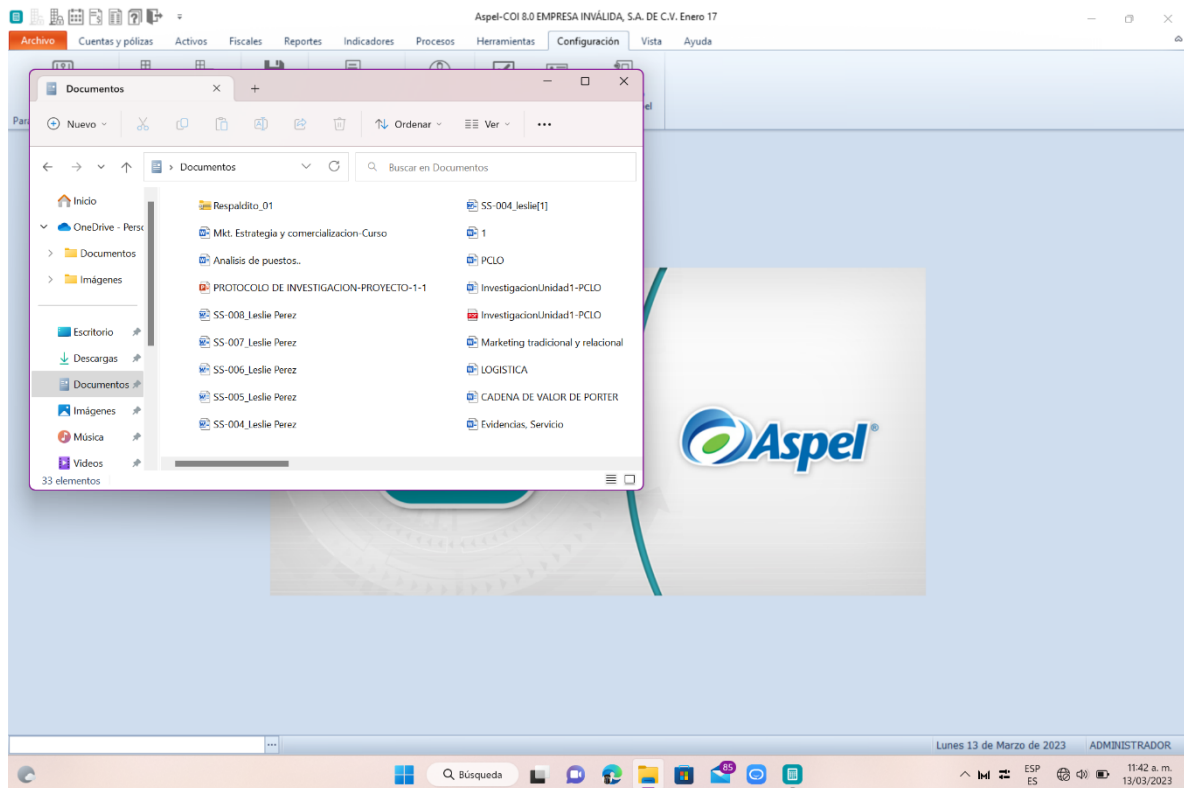 Aspel-COI 8.0 EMPRESA INVÁLIDA, S.A. DE C.V. Enero 17
Archivo Cuentas y pólizas Activos Fiscales Reportes Indicadores Procesos Herramientas Configuración Vista Ayuda
Documentos
Nuevo Ordenar Ver
Documentos Buscar en Documentos
Inicio
OneDrive - Perso
Documentos
Imágenes
Escritorio
Descargas
Documentos
Imágenes
Música
Videos
Respaldito_01
Mkt. Estrategia y comercializacion-Curso
Analisis de puestos..
PROTOCOLO DE INVESTIGACION-PROYECTO-1-1
SS-008_Leslie Perez
SS-007_Leslie Perez
SS-006_Leslie Perez
SS-005_Leslie Perez
SS-004_Leslie Perez
SS-004_leslie[1]
1
PCLO
InvestigacionUnidad1-PCLO
InvestigacionUnidad1-PCLO
Marketing tradicional y relacional
LOGISTICA
CADENA DE VALOR DE PORTER
Evidencias, Servicio
33 elementos
Aspel®
Lunes 13 de Marzo de 2023 ADMINISTRADOR
Búsqueda
85
ESP
ES
11:42 a. m.
13/03/2023